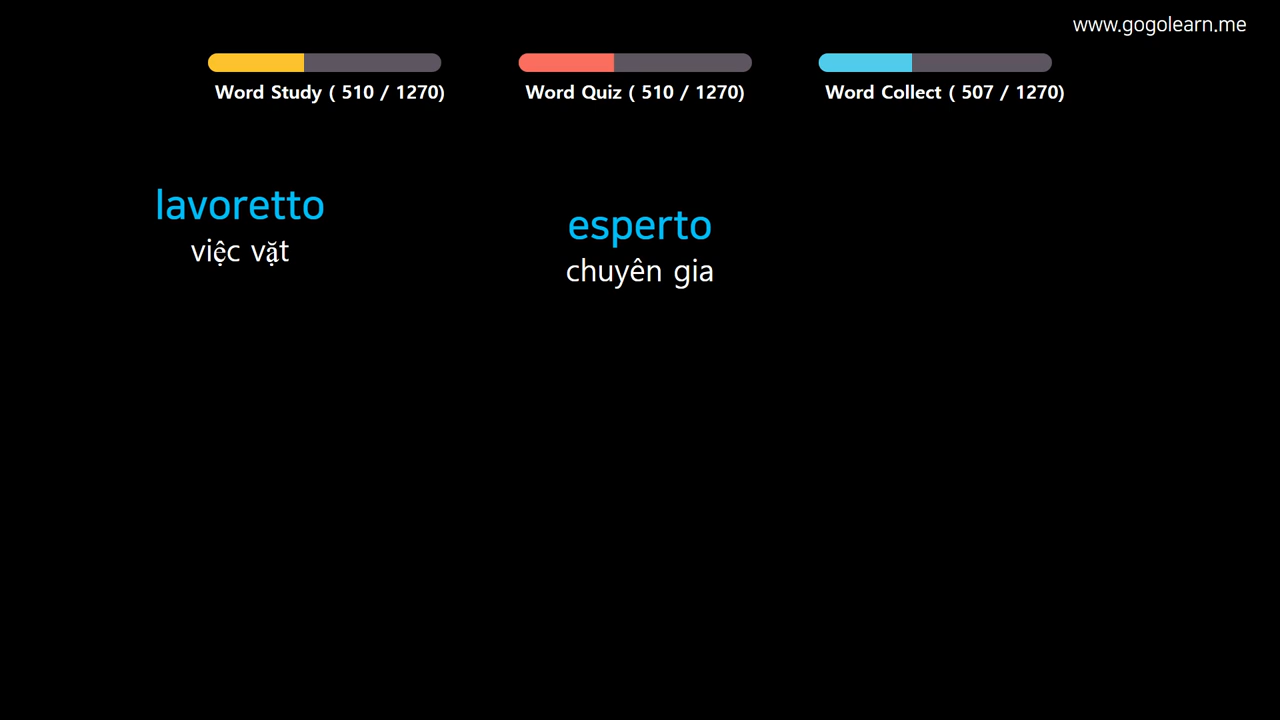 www.gogolearn.me
Word Study ( 510 / 1270)
Word Quiz ( 510 / 1270)
Word Collect ( 507 / 1270)
lavoretto
việc vặt
esperto
chuyên gia